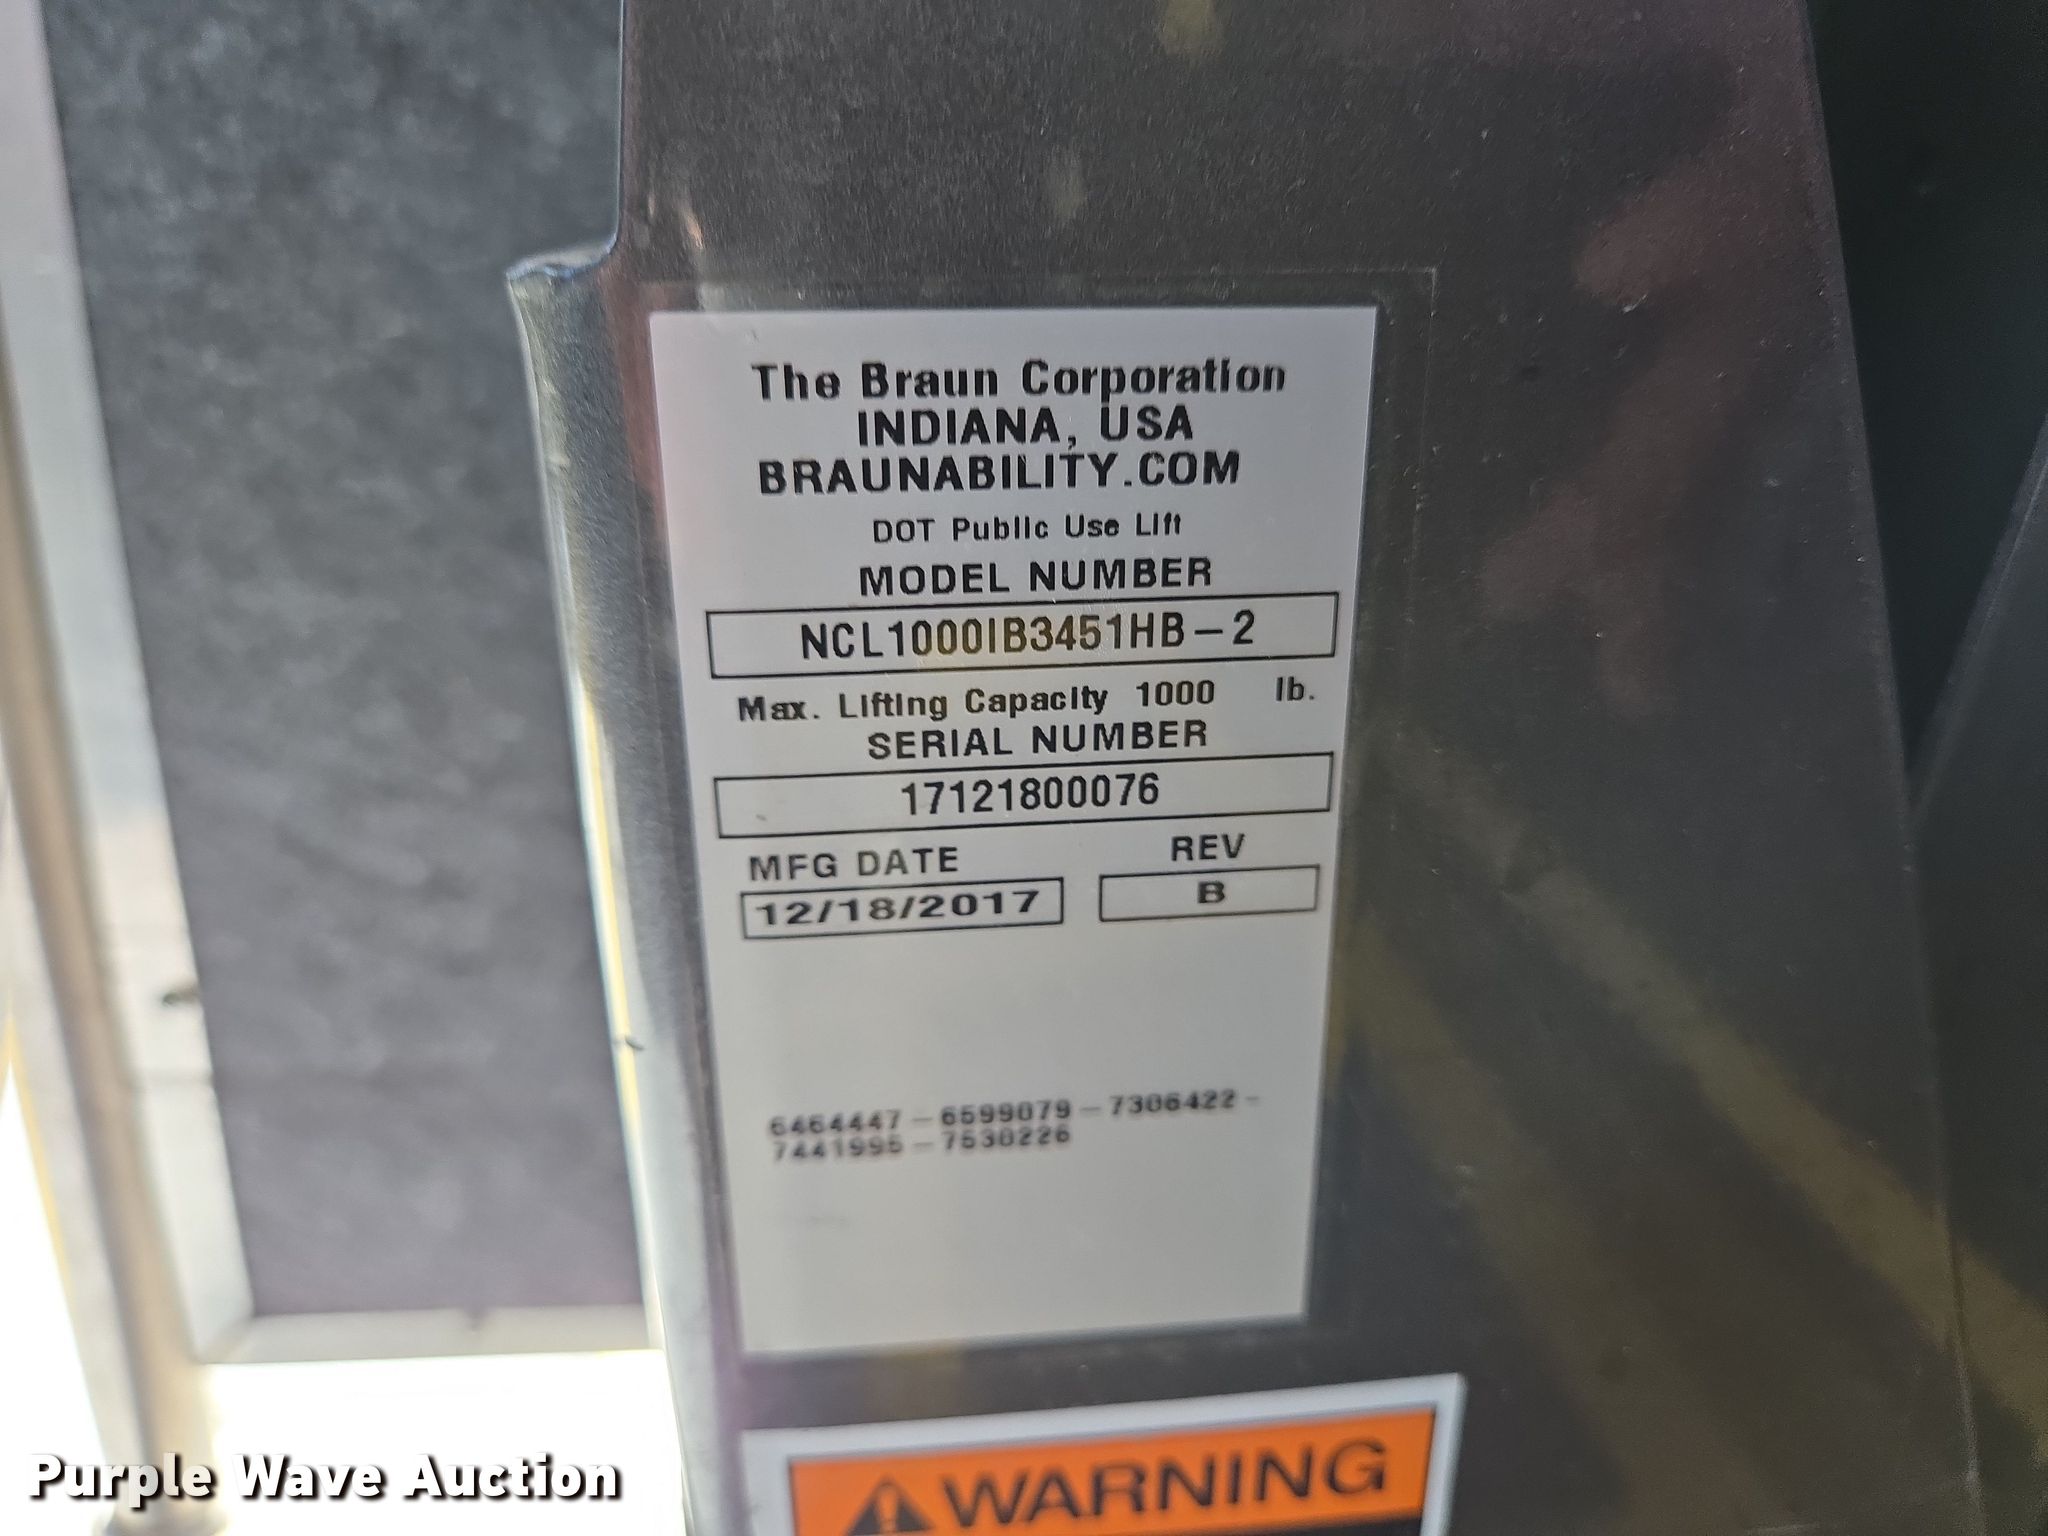 The Braun Corporation
INDIANA, USA
BRAUNABILITY.COM
DOT Public Use Lift
MODEL NUMBER
NCL1000IB3451HB-2
Max. Lifting Capacity 1000 lb.
SERIAL NUMBER
17121800076
MFG DATE REV
12/18/2017 B
6464447-6599079-7306422-
7441995-7530226
WARNING
Purple Wave Auction